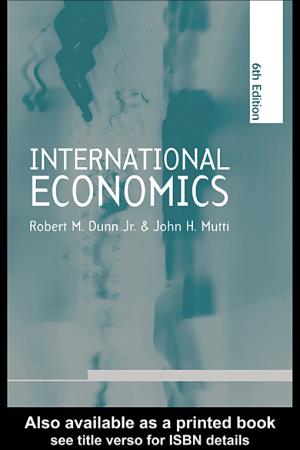 6th Edition
INTERNATIONAL
ECONOMICS
Robert M. Dunn Jr. & John H. Mutti
Also available as a printed book
see title verso for ISBN details